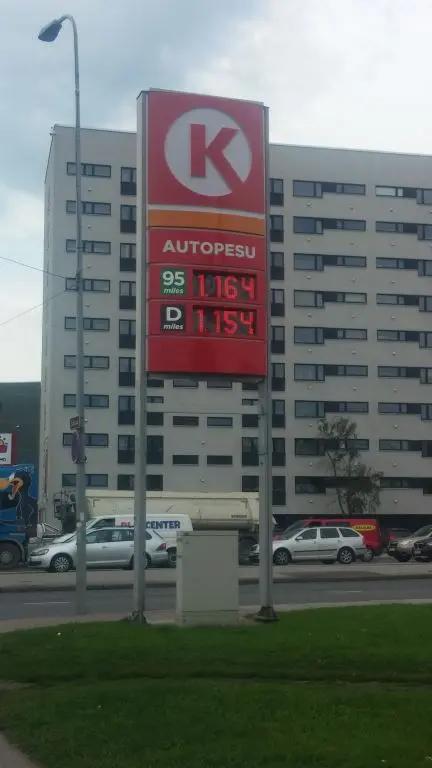 K
AUTOPESU
95
miles
1.164
D
miles
1.154
CENTER